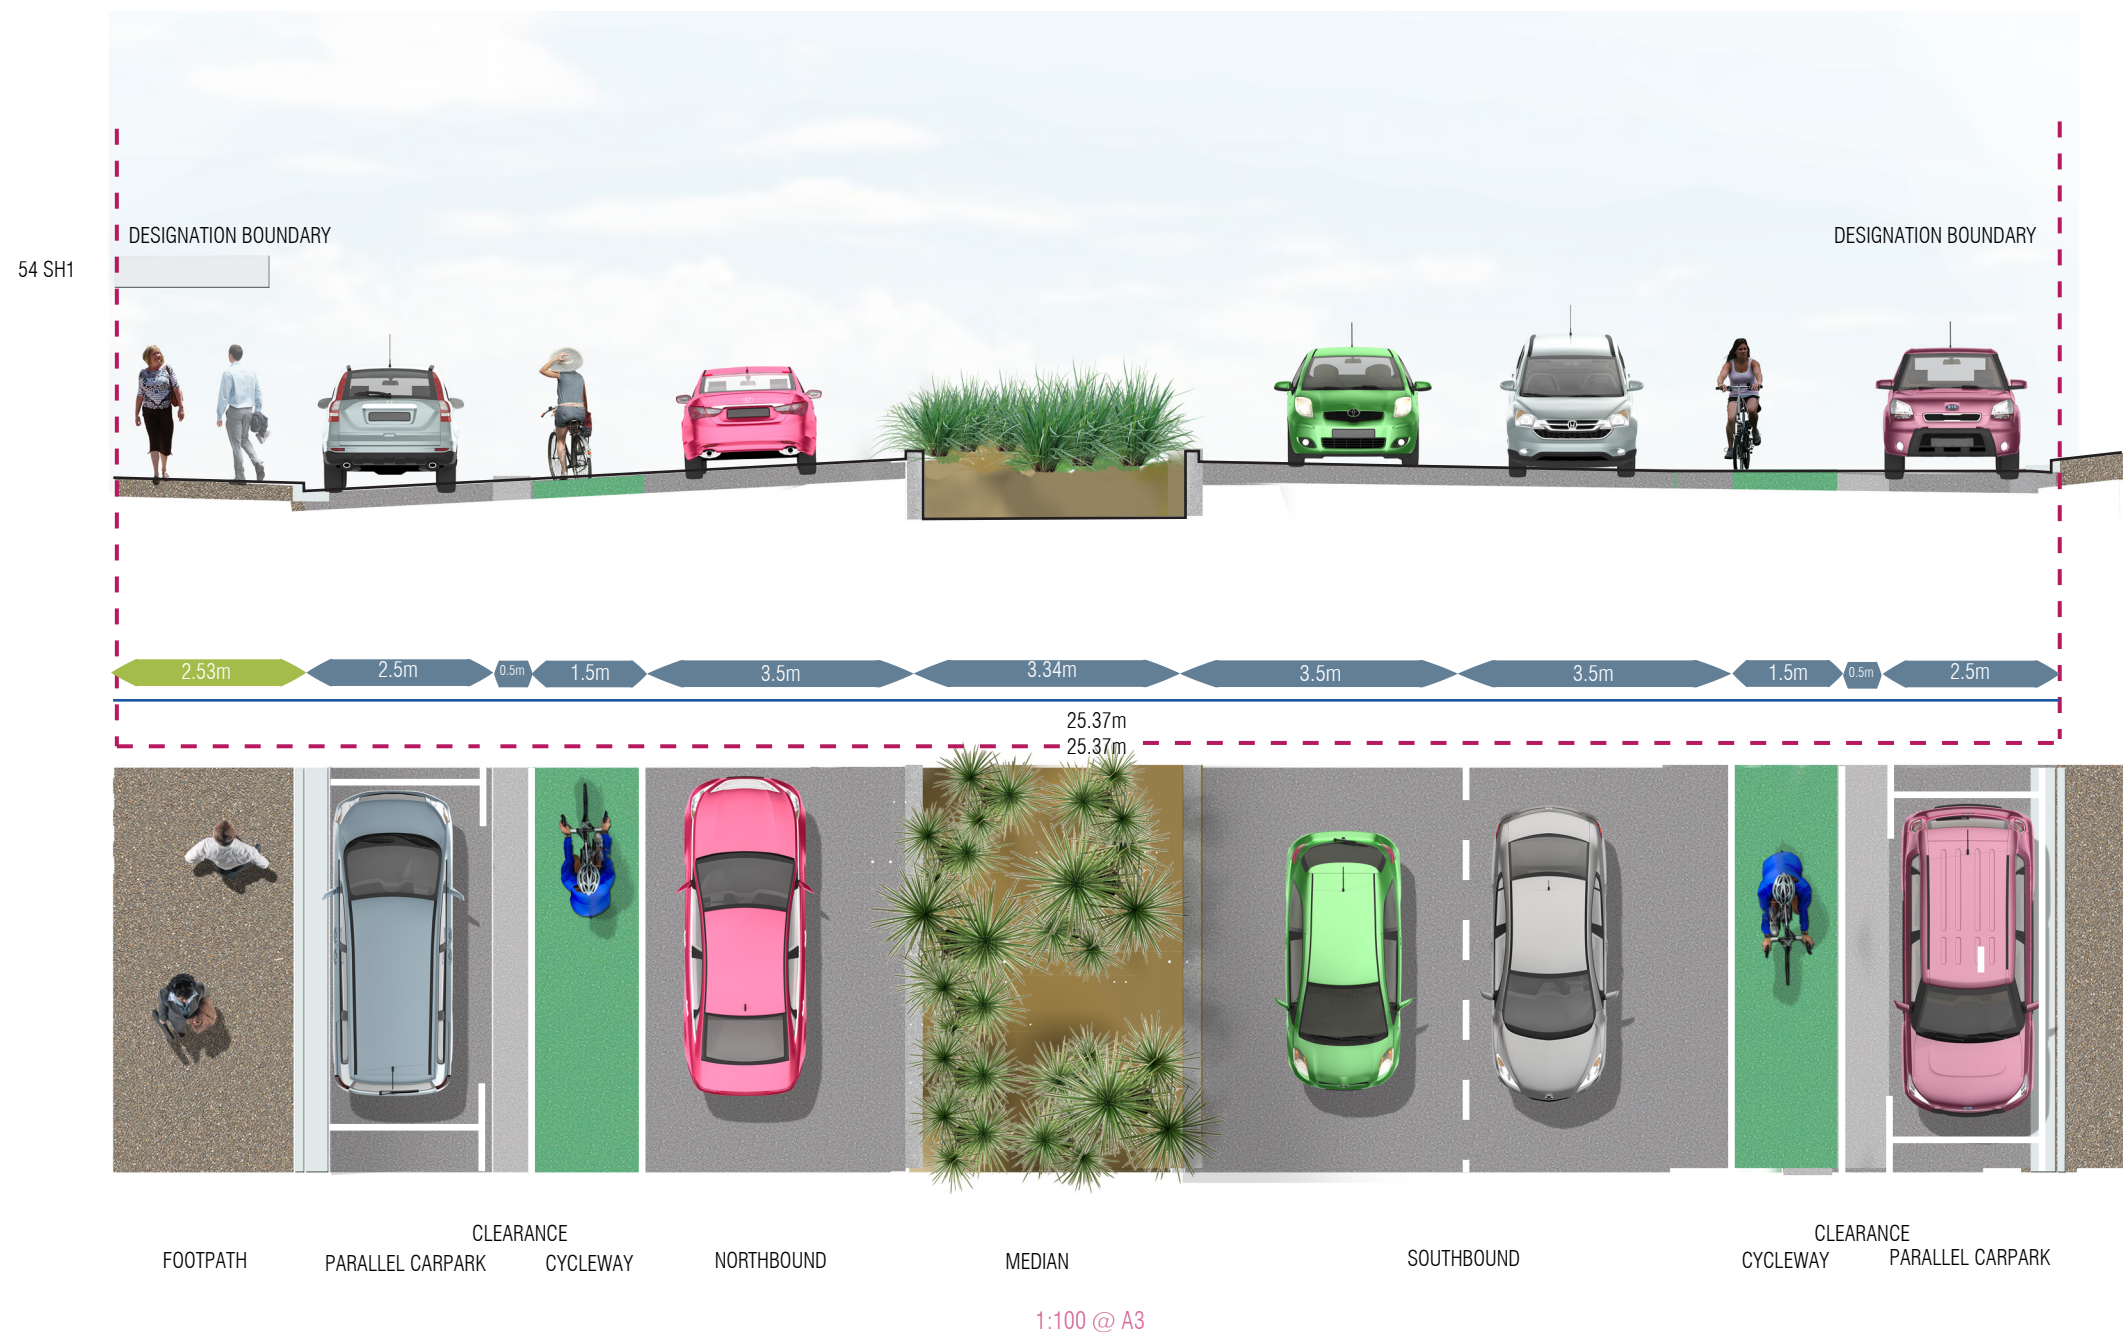 DESIGNATION BOUNDARY
DESIGNATION BOUNDARY
54 SH1
2.53m
2.5m
0.5m
1.5m
3.5m
3.34m
3.5m
3.5m
1.5m
0.5m
2.5m
25.37m
25.37m
CLEARANCE
CLEARANCE
FOOTPATH
PARALLEL CARPARK
CYCLEWAY
NORTHBOUND
MEDIAN
SOUTHBOUND
CYCLEWAY
PARALLEL CARPARK
1:100 @ A3